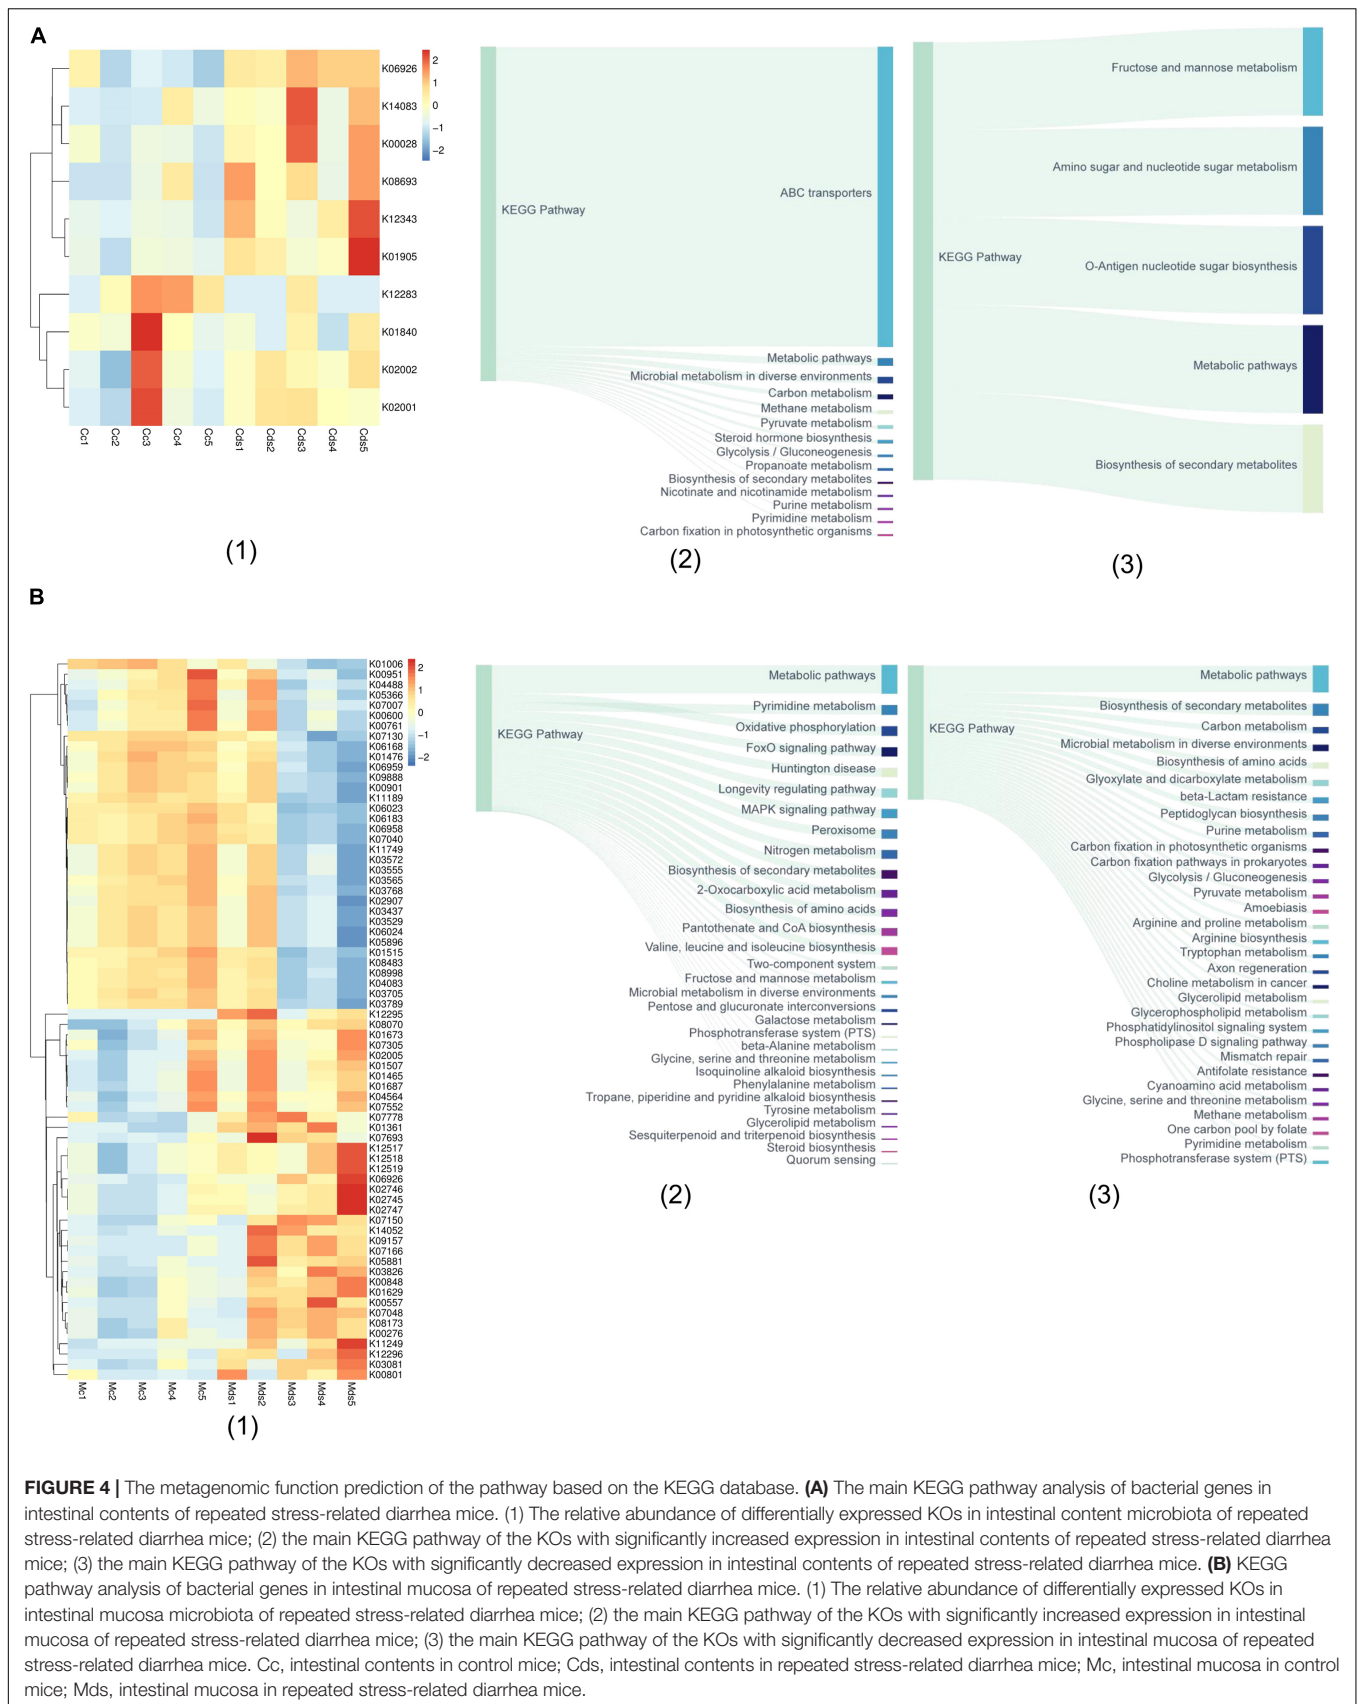 A
2
1
0
−1
−2
K06926
K14083
K00028
K08693
K12343
K01905
K12283
K01840
K02002
K02001
Cc1
Cc2
Cc3
Cc4
Cc5
Cds1
Cds2
Cds3
Cds4
Cds5
(1)
KEGG Pathway
ABC transporters
Metabolic pathways
Microbial metabolism in diverse environments
Carbon metabolism
Methane metabolism
Pyruvate metabolism
Steroid hormone biosynthesis
Glycolysis / Gluconeogenesis
Propanoate metabolism
Biosynthesis of secondary metabolites
Nicotinate and nicotinamide metabolism
Purine metabolism
Pyrimidine metabolism
Carbon fixation in photosynthetic organisms
(2)
KEGG Pathway
Fructose and mannose metabolism
Amino sugar and nucleotide sugar metabolism
O-Antigen nucleotide sugar biosynthesis
Metabolic pathways
Biosynthesis of secondary metabolites
(3)
B
2
1
0
−1
−2
K01006
K00951
K04488
K05366
K07007
K00600
K00761
K07130
K06168
K01476
K06959
K09888
K00901
K11189
K06023
K06183
K06958
K07040
K11749
K03572
K03555
K03565
K03768
K02907
K03437
K03529
K06024
K05896
K01515
K08483
K08998
K04083
K03705
K03789
K12295
K08070
K01673
K07305
K02005
K01507
K01465
K01687
K04564
K07552
K07778
K01361
K07693
K12517
K12518
K12519
K06926
K02746
K02745
K02747
K07150
K14052
K09157
K07166
K05881
K03826
K00848
K01629
K00557
K07048
K08173
K00276
K11249
K12296
K03081
K00801
Mc1
Mc2
Mc3
Mc4
Mc5
Mds1
Mds2
Mds3
Mds4
Mds5
(1)
KEGG Pathway
Metabolic pathways
Pyrimidine metabolism
Oxidative phosphorylation
FoxO signaling pathway
Huntington disease
Longevity regulating pathway
MAPK signaling pathway
Peroxisome
Nitrogen metabolism
Biosynthesis of secondary metabolites
2-Oxocarboxylic acid metabolism
Biosynthesis of amino acids
Pantothenate and CoA biosynthesis
Valine, leucine and isoleucine biosynthesis
Two-component system
Fructose and mannose metabolism
Microbial metabolism in diverse environments
Pentose and glucuronate interconversions
Galactose metabolism
Phosphotransferase system (PTS)
beta-Alanine metabolism
Glycine, serine and threonine metabolism
Isoquinoline alkaloid biosynthesis
Phenylalanine metabolism
Tropane, piperidine and pyridine alkaloid biosynthesis
Tyrosine metabolism
Glycerolipid metabolism
Sesquiterpenoid and triterpenoid biosynthesis
Steroid biosynthesis
Quorum sensing
(2)
KEGG Pathway
Metabolic pathways
Biosynthesis of secondary metabolites
Carbon metabolism
Microbial metabolism in diverse environments
Biosynthesis of amino acids
Glyoxylate and dicarboxylate metabolism
beta-Lactam resistance
Peptidoglycan biosynthesis
Purine metabolism
Carbon fixation in photosynthetic organisms
Carbon fixation pathways in prokaryotes
Glycolysis / Gluconeogenesis
Pyruvate metabolism
Amoebiasis
Arginine and proline metabolism
Arginine biosynthesis
Tryptophan metabolism
Axon regeneration
Choline metabolism in cancer
Glycerolipid metabolism
Glycerophospholipid metabolism
Phosphatidylinositol signaling system
Phospholipase D signaling pathway
Mismatch repair
Antifolate resistance
Cyanoamino acid metabolism
Glycine, serine and threonine metabolism
Methane metabolism
One carbon pool by folate
Pyrimidine metabolism
Phosphotransferase system (PTS)
(3)
FIGURE 4 | The metagenomic function prediction of the pathway based on the KEGG database. (A) The main KEGG pathway analysis of bacterial genes in
intestinal contents of repeated stress-related diarrhea mice. (1) The relative abundance of differentially expressed KOs in intestinal content microbiota of repeated
stress-related diarrhea mice; (2) the main KEGG pathway of the KOs with significantly increased expression in intestinal contents of repeated stress-related diarrhea
mice; (3) the main KEGG pathway of the KOs with significantly decreased expression in intestinal contents of repeated stress-related diarrhea mice. (B) KEGG
pathway analysis of bacterial genes in intestinal mucosa of repeated stress-related diarrhea mice. (1) The relative abundance of differentially expressed KOs in
intestinal mucosa microbiota of repeated stress-related diarrhea mice; (2) the main KEGG pathway of the KOs with significantly increased expression in intestinal
mucosa of repeated stress-related diarrhea mice; (3) the main KEGG pathway of the KOs with significantly decreased expression in intestinal mucosa of repeated
stress-related diarrhea mice. Cc, intestinal contents in control mice; Cds, intestinal contents in repeated stress-related diarrhea mice; Mc, intestinal mucosa in control
mice; Mds, intestinal mucosa in repeated stress-related diarrhea mice.